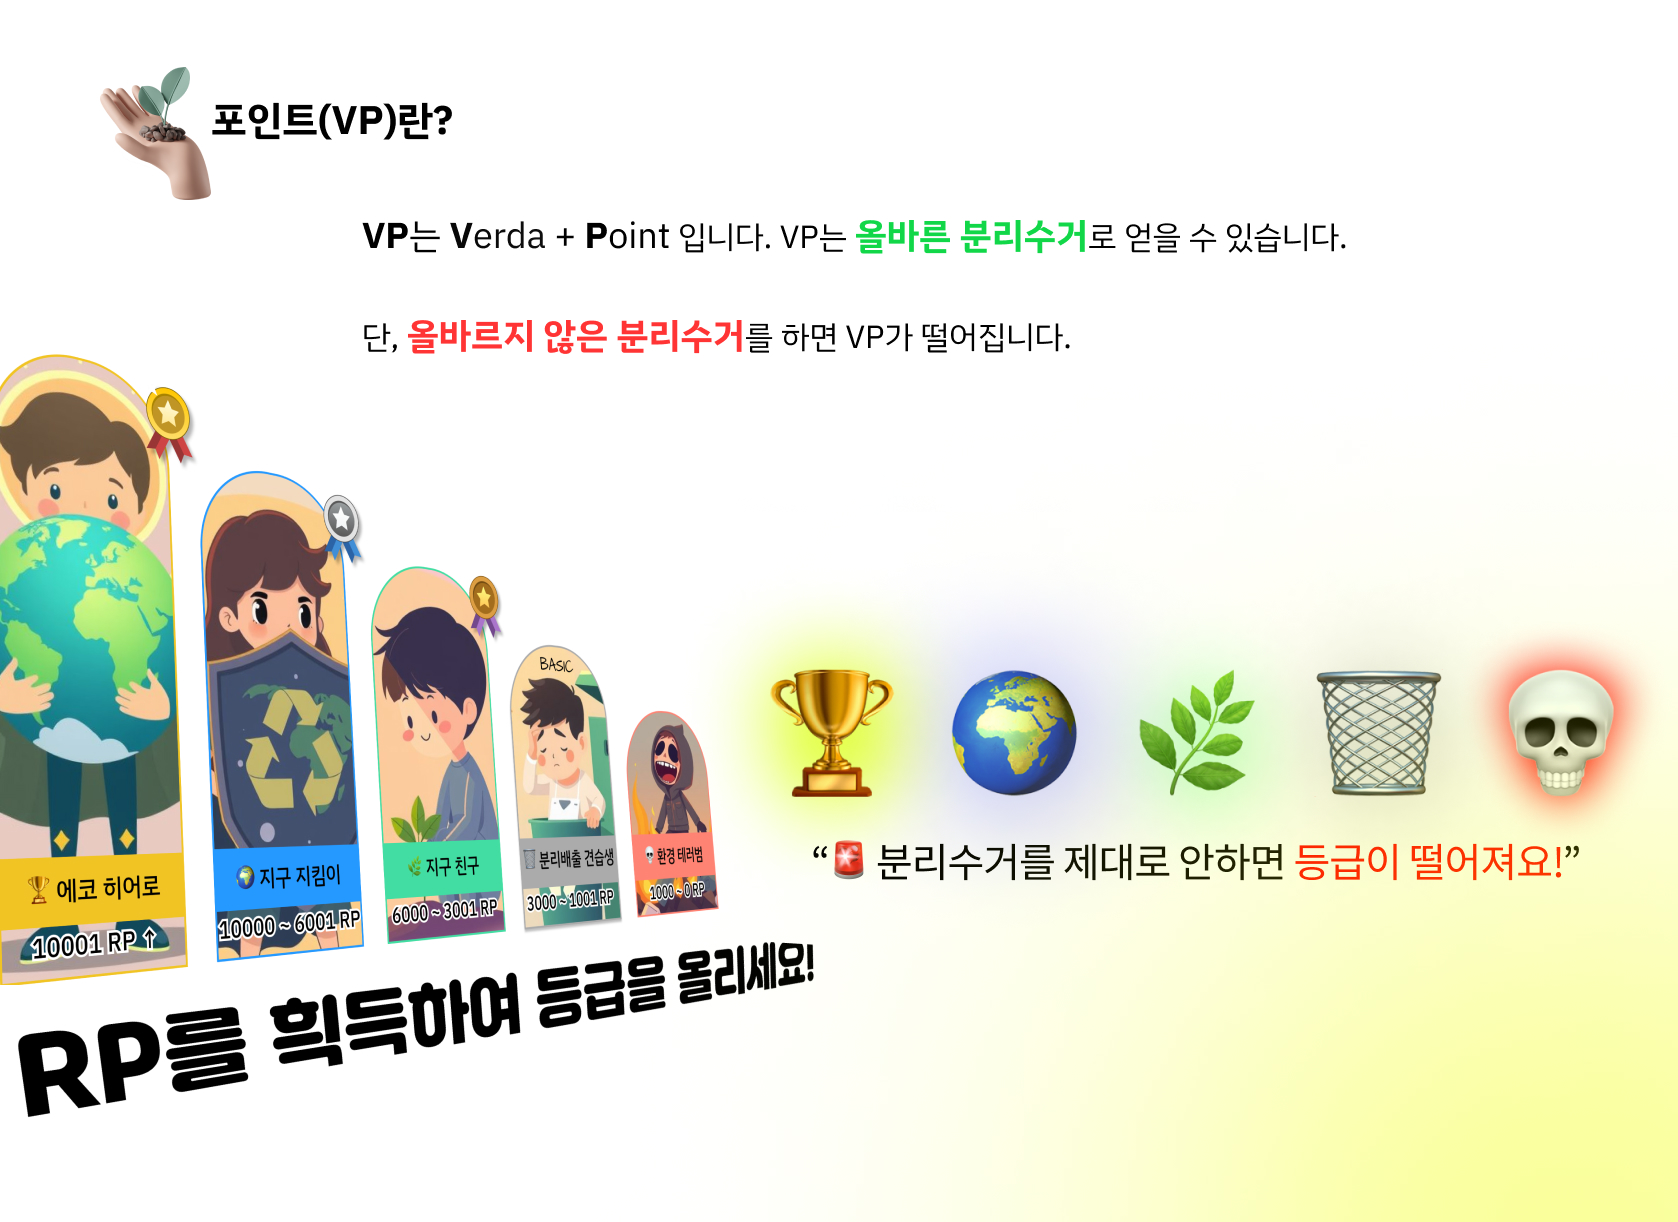 포인트(VP)란?
VP는 Verda + Point 입니다. VP는 올바른 분리수거로 얻을 수 있습니다.
단, 올바르지 않은 분리수거를 하면 VP가 떨어집니다.
BASIC
🏆 에코 히어로
10001 RP ↑
🌍 지구 지킴이
10000 ~ 6001 RP
🌿 지구 친구
6000 ~ 3001 RP
🗑️ 분리배출 견습생
3000 ~ 1001 RP
💀 환경 테러범
1000 ~ 0 RP
“🚨 분리수거를 제대로 안하면 등급이 떨어져요!”
RP를 흭득하여 등급을 올리세요!